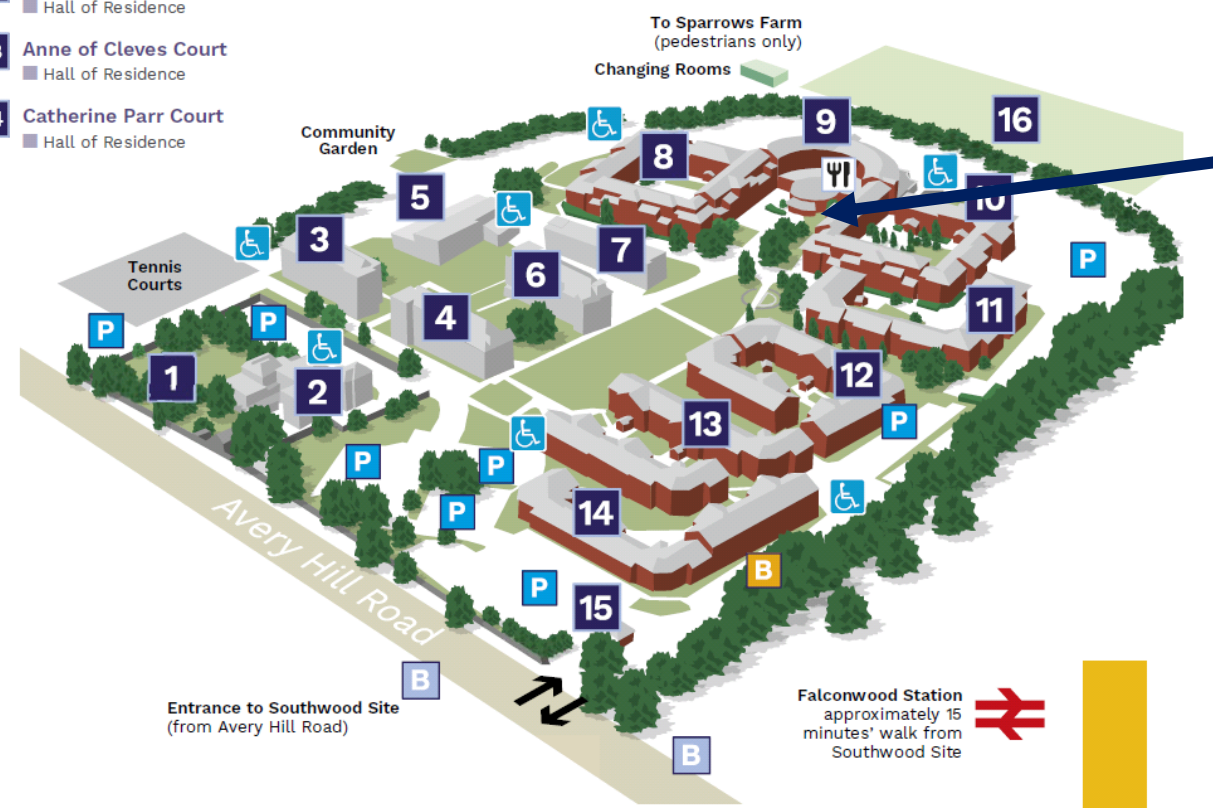 Hall of Residence
Anne of Cleves Court
Hall of Residence
Catherine Parr Court
Hall of Residence
To Sparrows Farm
(pedestrians only)
Changing Rooms
Community
Garden
9
16
8
5
10
3
7
Tennis
Courts
6
P
4
11
P
P
1
2
12
13
P
P
P
14
P
Avery Hill Road
B
P
15
B
Entrance to Southwood Site
(from Avery Hill Road)
Falconwood Station
approximately 15
minutes' walk from
Southwood Site
B